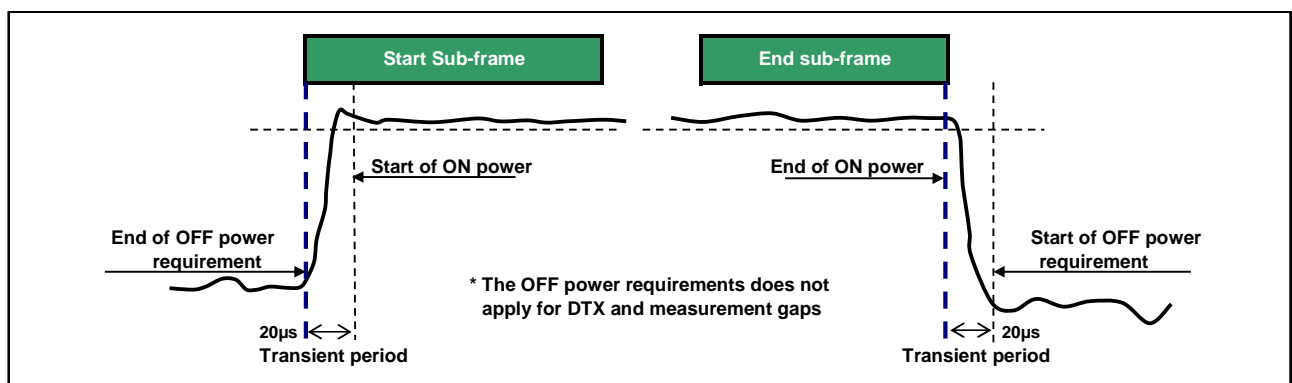 Start Sub-frame
End sub-frame
Start of ON power
End of ON power
End of OFF power
requirement
Start of OFF power
requirement
* The OFF power requirements does not
apply for DTX and measurement gaps
20µs
Transient period
20µs
Transient period